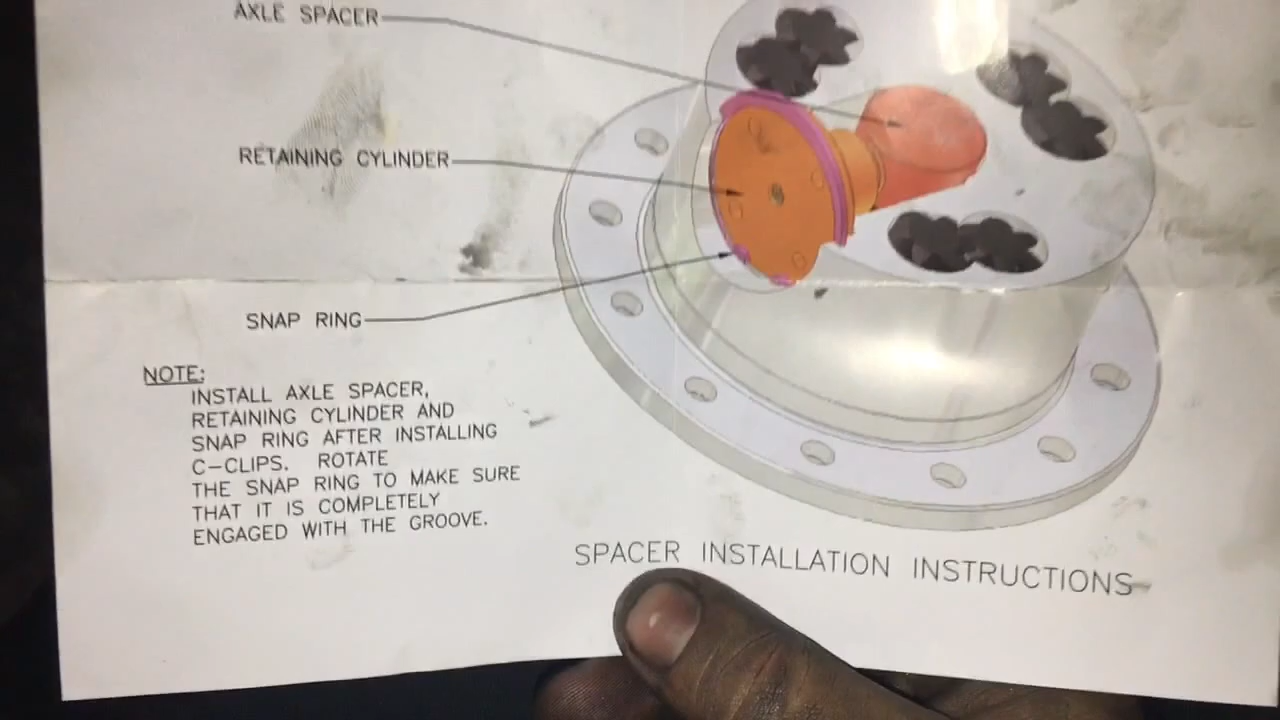 AXLE SPACER
RETAINING CYLINDER
SNAP RING
NOTE:
INSTALL AXLE SPACER,
RETAINING CYLINDER AND
SNAP RING AFTER INSTALLING
C-CLIPS. ROTATE
THE SNAP RING TO MAKE SURE
THAT IT IS COMPLETELY
ENGAGED WITH THE GROOVE.
SPACER INSTALLATION INSTRUCTIONS